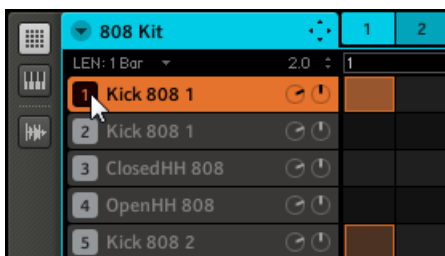 808 Kit 1 2
LEN: 1 Bar 2.0 1
1 Kick 808 1
2 Kick 808 1
3 ClosedHH 808
4 OpenHH 808
5 Kick 808 2